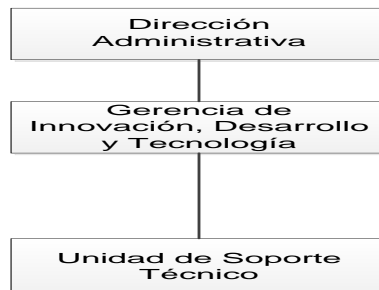 Dirección
Administrativa
Gerencia de
Innovación, Desarrollo
y Tecnología
Unidad de Soporte
Técnico